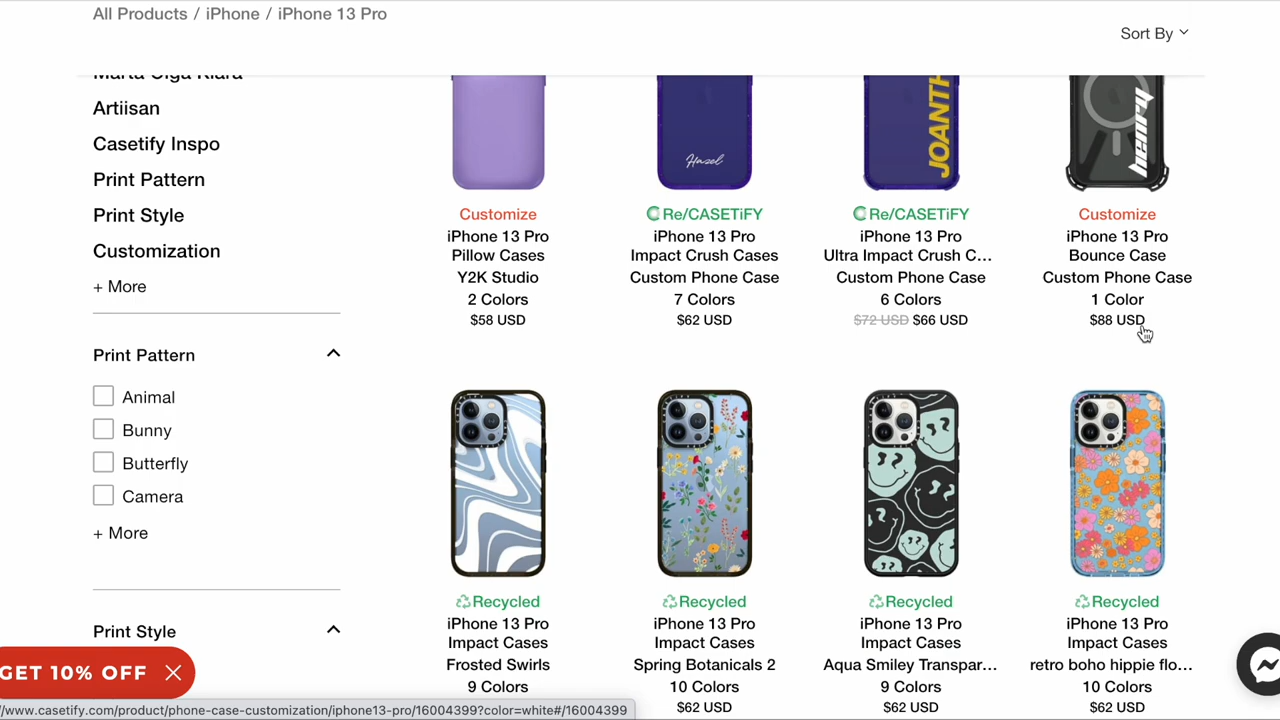 All Products / iPhone / iPhone 13 Pro
Sort By
Marta Olga Klara
Artiisan
Casetify Inspo
Print Pattern
Print Style
Customization
+ More
Print Pattern
Animal
Bunny
Butterfly
Camera
+ More
Print Style
GET 10% OFF
Hazel
JOANTH
Customize
iPhone 13 Pro
Pillow Cases
Y2K Studio
2 Colors
$58 USD
Re/CASETiFY
iPhone 13 Pro
Impact Crush Cases
Custom Phone Case
7 Colors
$62 USD
Re/CASETiFY
iPhone 13 Pro
Ultra Impact Crush C...
Custom Phone Case
6 Colors
$72 USD $66 USD
Customize
iPhone 13 Pro
Bounce Case
Custom Phone Case
1 Color
$88 USD
Recycled
iPhone 13 Pro
Impact Cases
Frosted Swirls
9 Colors
Recycled
iPhone 13 Pro
Impact Cases
Spring Botanicals 2
10 Colors
$62 USD
Recycled
iPhone 13 Pro
Impact Cases
Aqua Smiley Transpar...
9 Colors
$62 USD
Recycled
iPhone 13 Pro
Impact Cases
retro boho hippie flo...
10 Colors
$62 USD
/www.casetify.com/product/phone-case-customization/iphone13-pro/16004399?color=white#/16004399